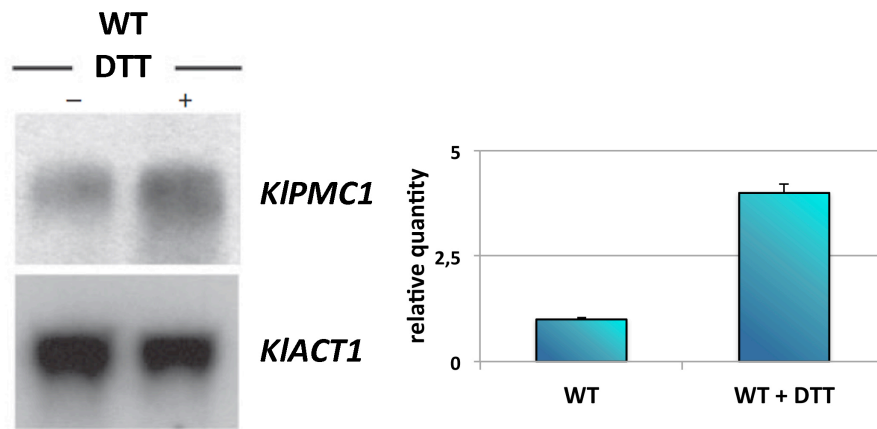 WT
DTT
– +
KlPMC1
KlACT1
relative quantity
5
2,5
0
WT WT + DTT